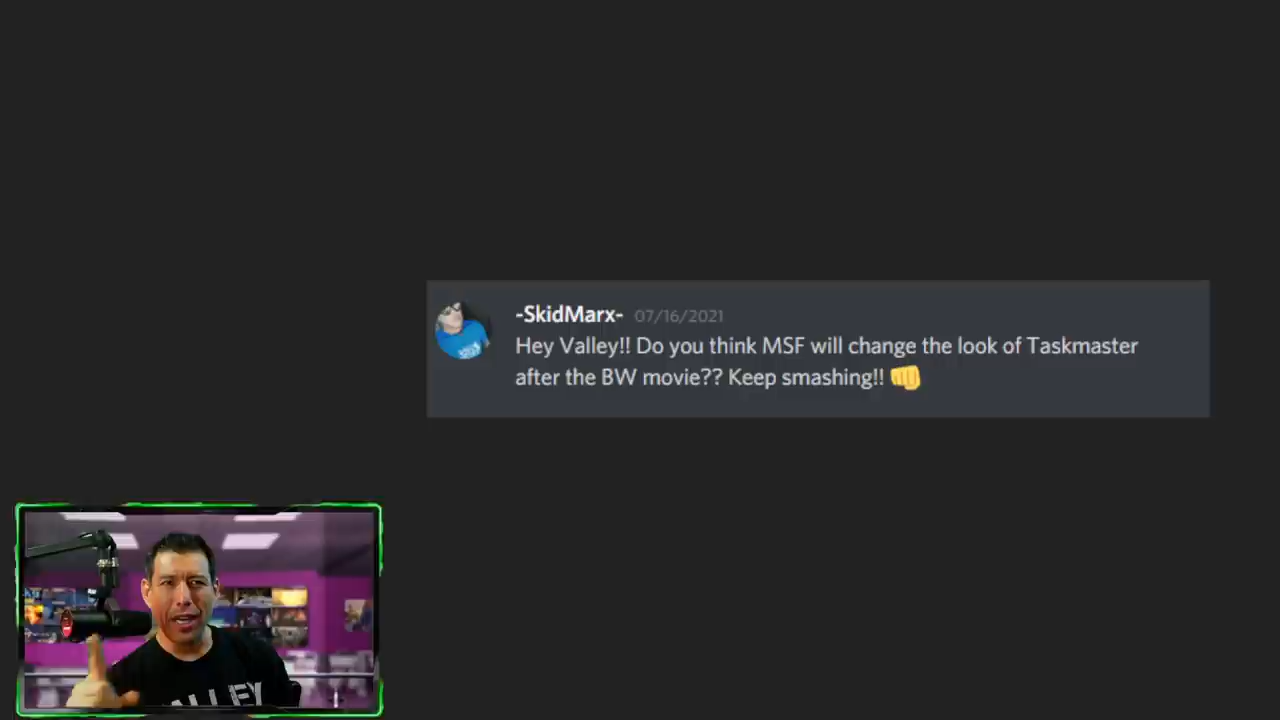 -SkidMarx- 07/16/2021
Hey Valley!! Do you think MSF will change the look of Taskmaster
after the BW movie?? Keep smashing!! 👊
ALLEY